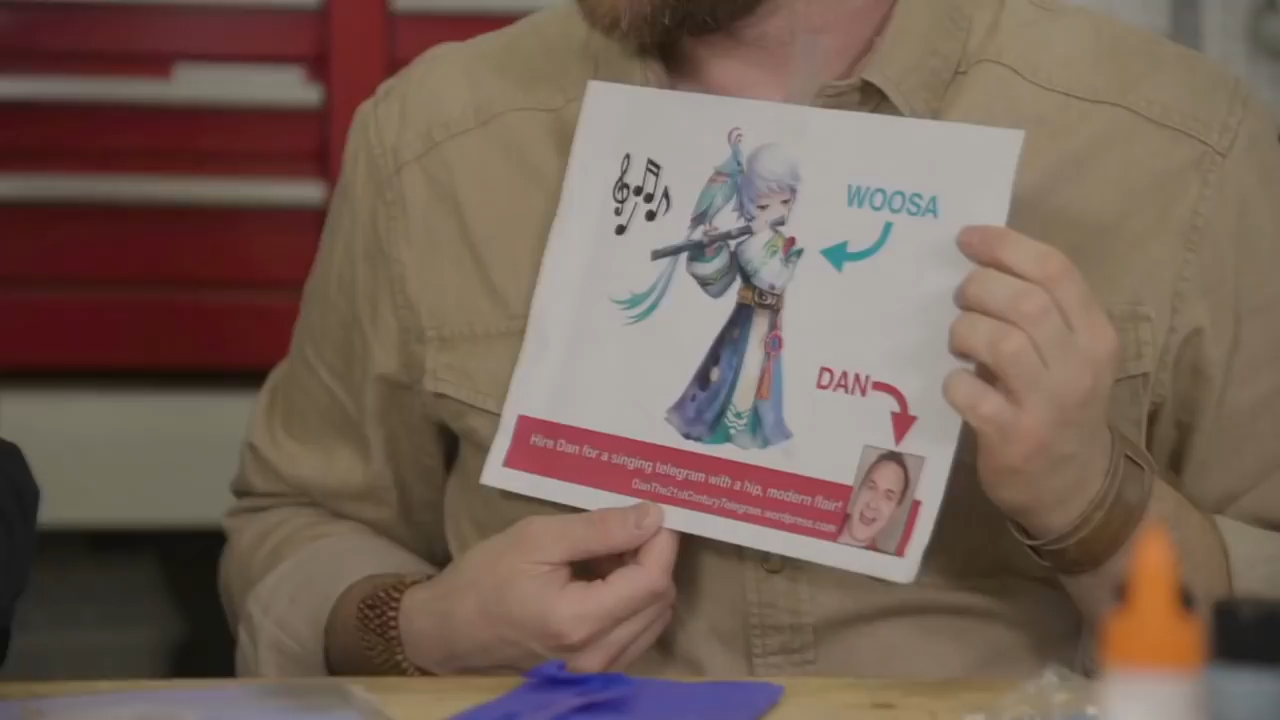 WOOSA
DAN
Hire Dan for a singing telegram with a hip, modern flair!
DanThe21stCenturyTelegram.wordpress.com